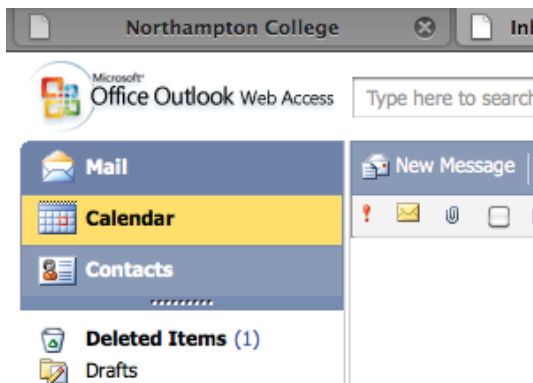 Northampton College
Microsoft
Office Outlook Web Access
Type here to search
Mail
New Message
Calendar
Contacts
Deleted Items (1)
Drafts